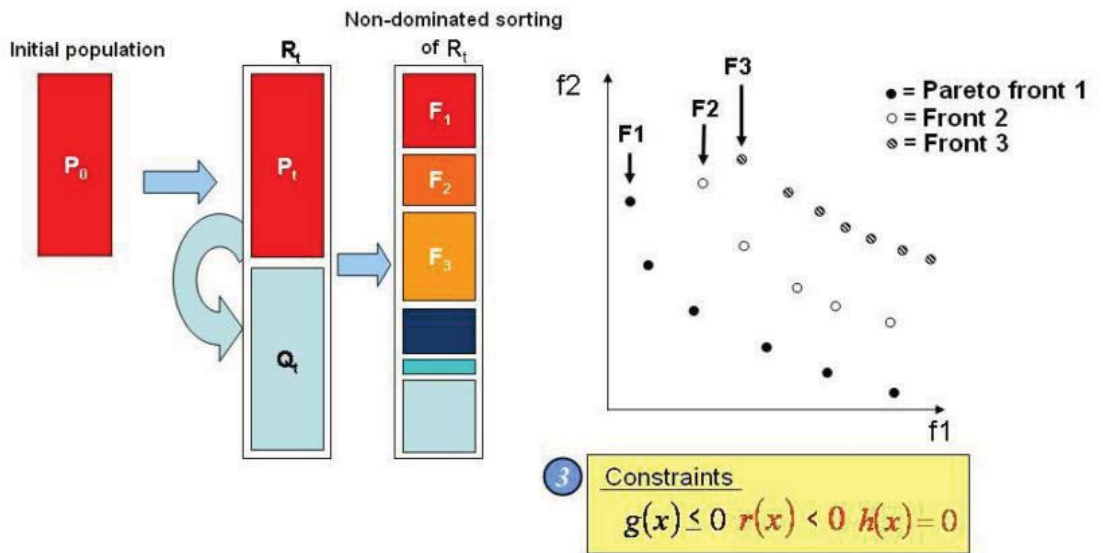 Initial population
P₀
Rₜ
Pₜ
Qₜ
Non-dominated sorting
of Rₜ
F₁
F₂
F₃
f2
F1
F2
F3
● = Pareto front 1
○ = Front 2
= Front 3
f1
3
Constraints
g(x) ≤ 0 r(x) < 0 h(x) = 0